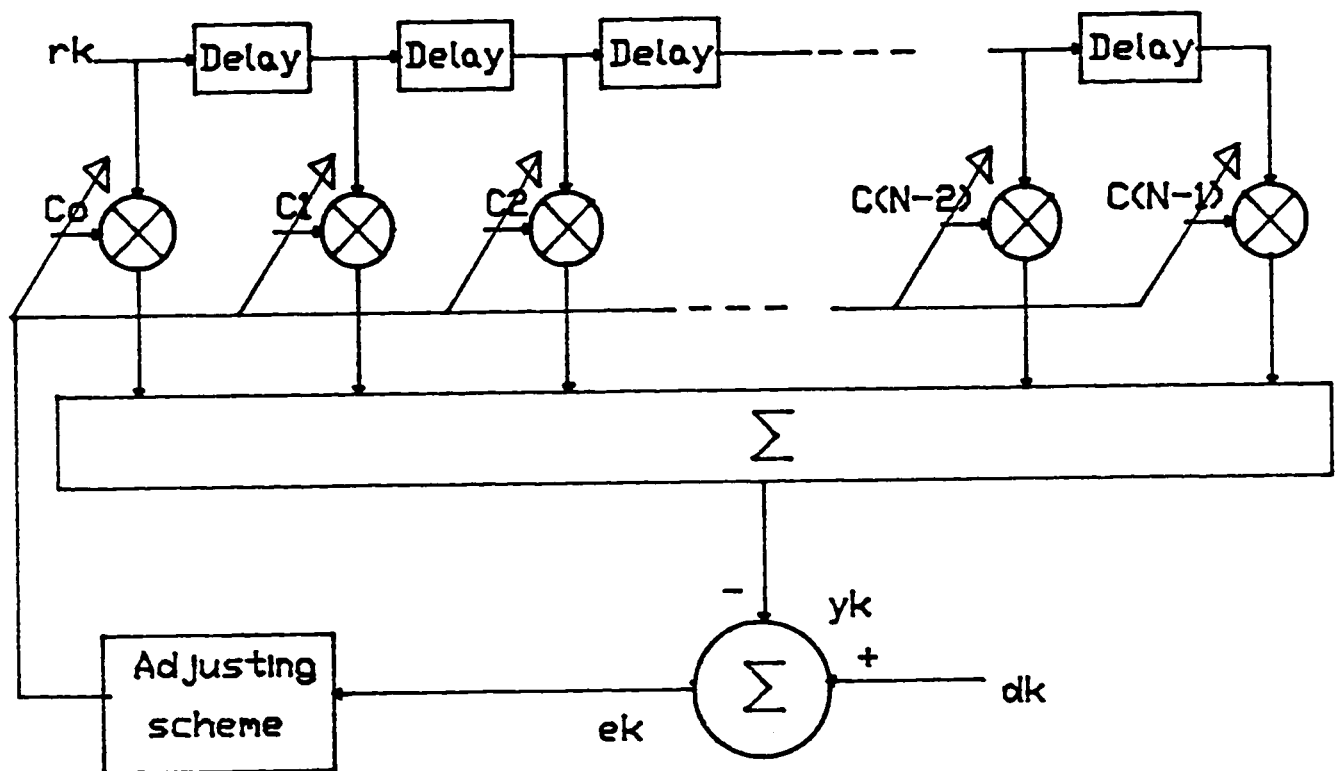 rk Delay Delay Delay Delay
Co C1 C2 C(N-2) C(N-1)
Σ
- yk
+
Σ
dk
ek
Adjusting
scheme